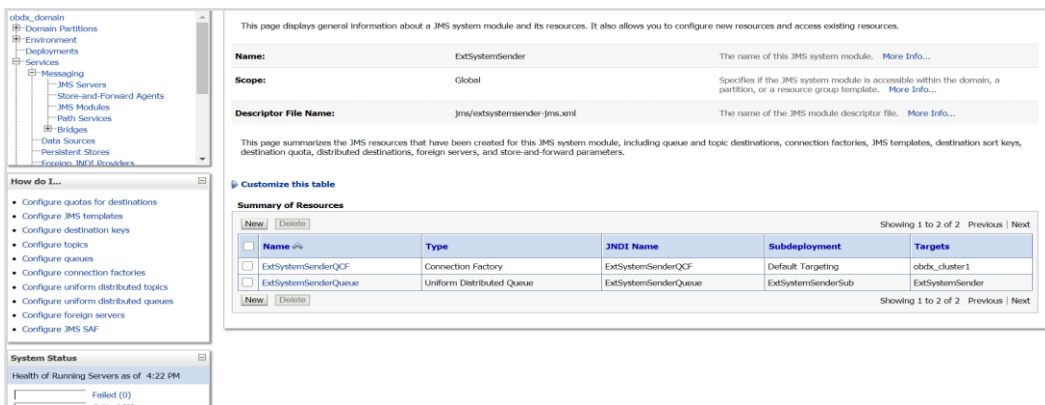 obdx_domain
Domain Partitions
Environment
Deployments
Services
Messaging
JMS Servers
Store-and-Forward Agents
JMS Modules
Path Services
Bridges
Data Sources
Persistent Stores
Foreign JNDI Providers
How do I...
Configure quotas for destinations
Configure JMS templates
Configure destination keys
Configure topics
Configure queues
Configure connection factories
Configure uniform distributed topics
Configure uniform distributed queues
Configure foreign servers
Configure JMS SAF
System Status
Health of Running Servers as of 4:22 PM
Failed (0)
This page displays general information about a JMS system module and its resources. It also allows you to configure new resources and access existing resources.
Name: ExtSystemSender The name of this JMS system module. More Info...
Scope: Global Specifies if the JMS system module is accessible within the domain, a
partition, or a resource group template. More Info...
Descriptor File Name: jms/extsystemsender-jms.xml The name of the JMS module descriptor file. More Info...
This page summarizes the JMS resources that have been created for this JMS system module, including queue and topic destinations, connection factories, JMS templates, destination sort keys,
destination quota, distributed destinations, foreign servers, and store-and-forward parameters.
Customize this table
Summary of Resources
New Delete Showing 1 to 2 of 2 Previous | Next
Name Type JNDI Name Subdeployment Targets
ExtSystemSenderQCF Connection Factory ExtSystemSenderQCF Default Targeting obdx_cluster1
ExtSystemSenderQueue Uniform Distributed Queue ExtSystemSenderQueue ExtSystemSenderSub ExtSystemSender
New Delete Showing 1 to 2 of 2 Previous | Next